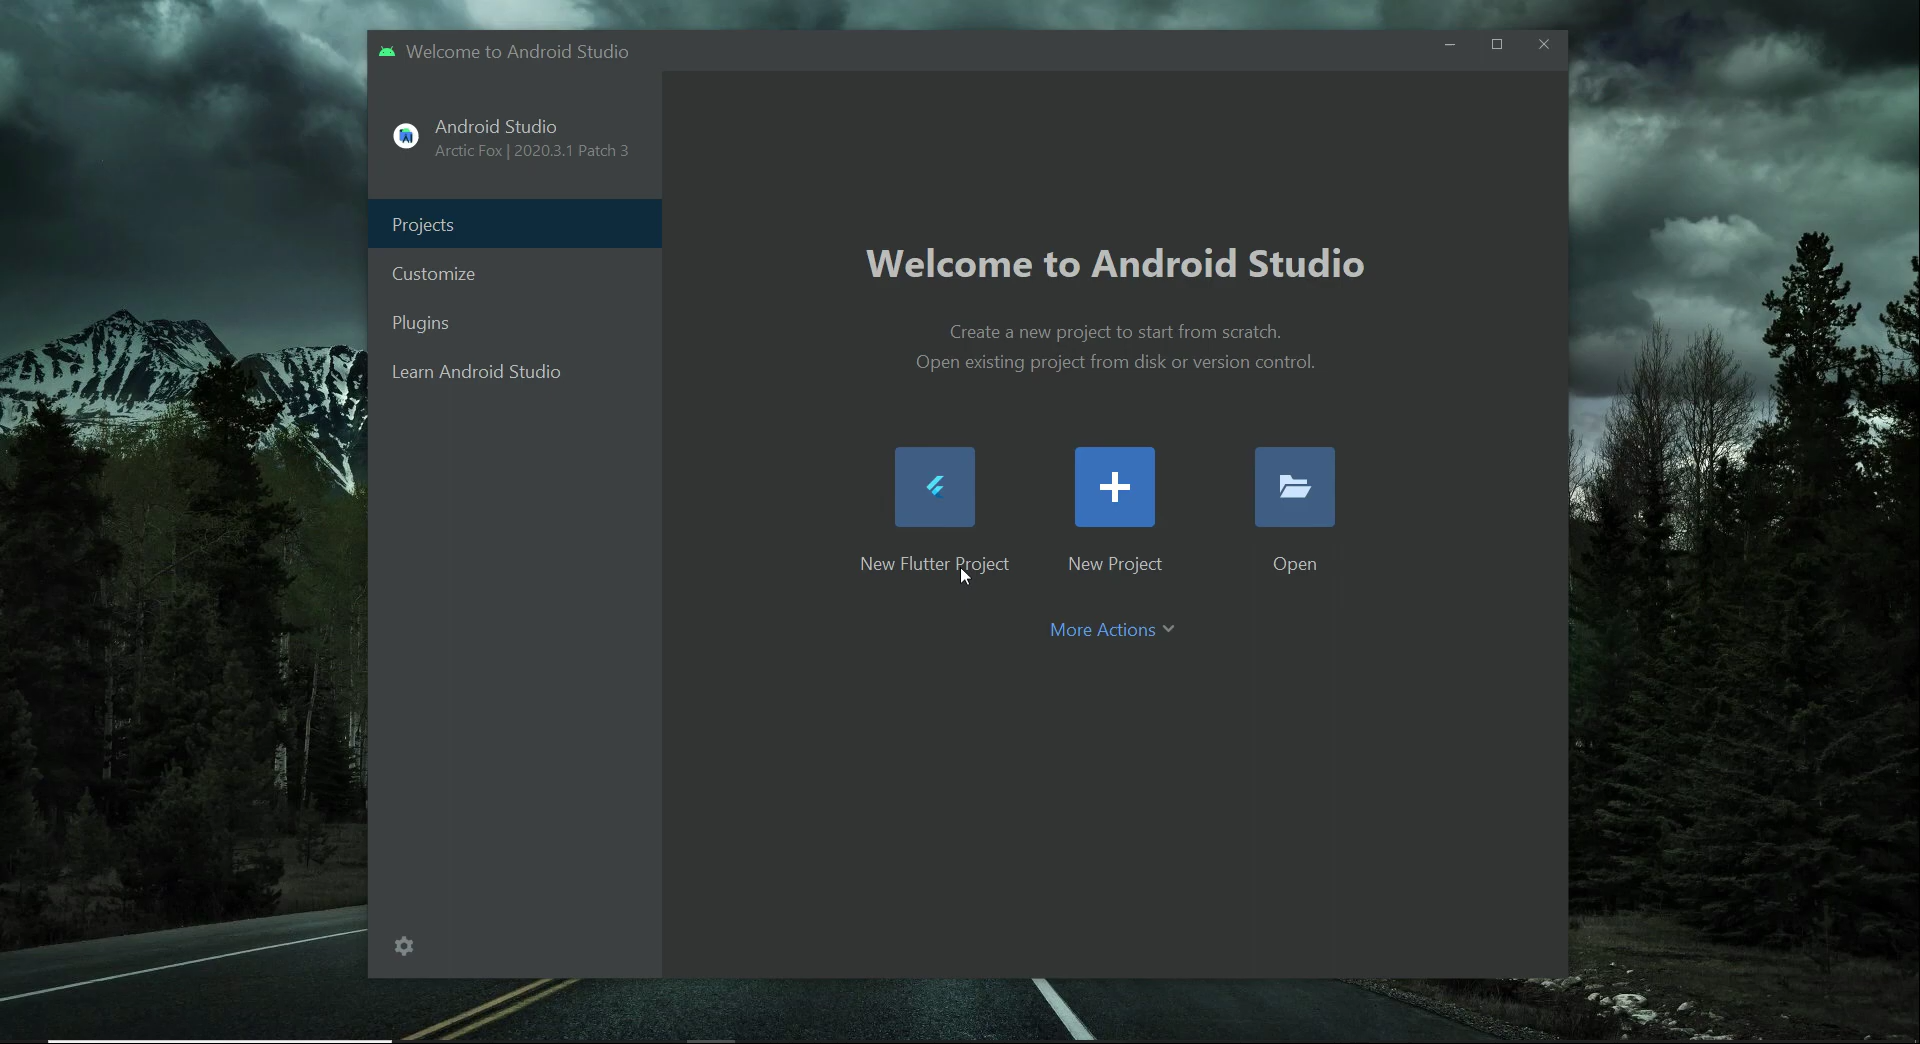 Welcome to Android Studio
Android Studio
Arctic Fox | 2020.3.1 Patch 3
Projects
Customize
Plugins
Learn Android Studio
Welcome to Android Studio
Create a new project to start from scratch.
Open existing project from disk or version control.
New Flutter Project
New Project
Open
More Actions